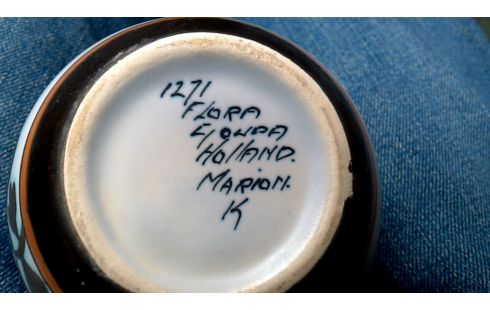 1271
FLORA
GOUDA
HOLLAND.
MARION.
K